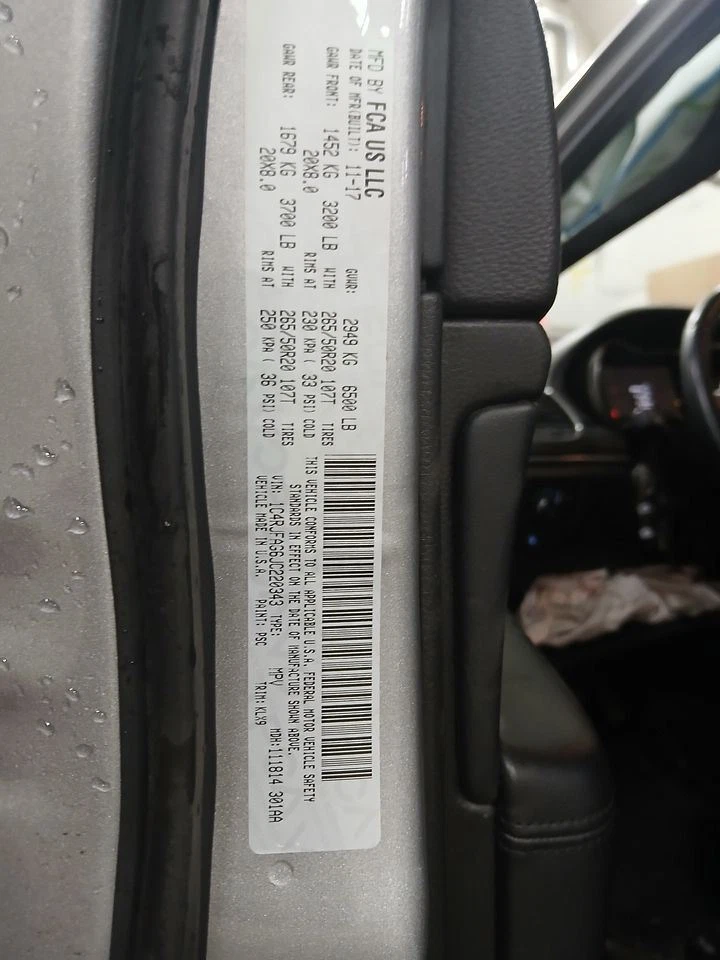 MFD BY FCA US LLC
DATE OF MFR(BUILT): 11-17 GVWR: 2949 KG 6500 LB
GAWR FRONT: 1452 KG 3200 LB WITH 265/50R20 107T TIRES
20X8.0 RIMS AT 230 KPA ( 33 PSI) COLD
GAWR REAR: 1679 KG 3700 LB WITH 265/50R20 107T TIRES
20X8.0 RIMS AT 250 KPA ( 36 PSI) COLD
THIS VEHICLE CONFORMS TO ALL APPLICABLE U.S.A. FEDERAL MOTOR VEHICLE SAFETY
STANDARDS IN EFFECT ON THE DATE OF MANUFACTURE SHOWN ABOVE.
VIN: 1C4RJFAG6JC220343 TYPE: MPV MDH:111814 301AA
VEHICLE MADE IN U.S.A. PAINT: PSC TRIM:KLX9